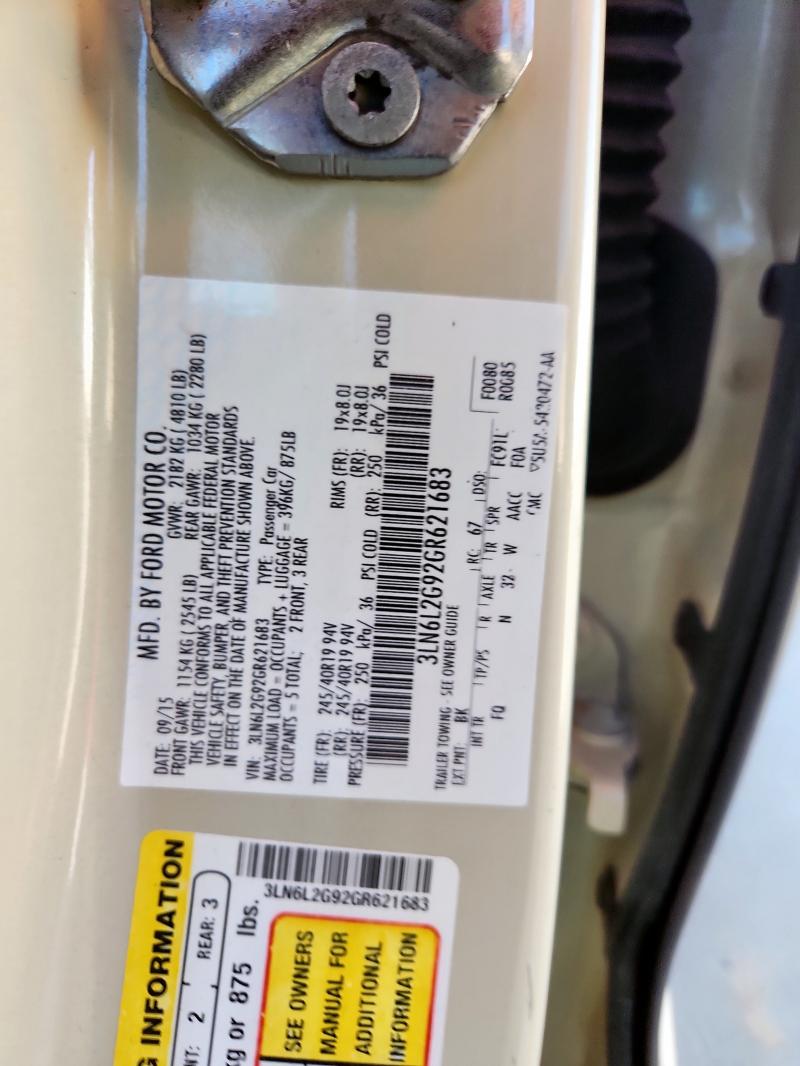 MFD. BY FORD MOTOR CO.
DATE: 09/15 GVWR: 2182 KG ( 4810 LB)
FRONT GAWR: 1154 KG ( 2545 LB) REAR GAWR: 1034 KG ( 2280 LB)
THIS VEHICLE CONFORMS TO ALL APPLICABLE FEDERAL MOTOR
VEHICLE SAFETY, BUMPER, AND THEFT PREVENTION STANDARDS
IN EFFECT ON THE DATE OF MANUFACTURE SHOWN ABOVE.
VIN: 3LN6L2G92GR621683 TYPE: Passenger Car
MAXIMUM LOAD = OCCUPANTS + LUGGAGE = 396KG/ 875LB
OCCUPANTS = 5 TOTAL; 2 FRONT, 3 REAR
TIRE (FR): 245/40R19 94V RIMS (FR): 19x8.0J
(RR): 245/40R19 94V (RR): 19x8.0J
PRESSURE (FR): 250 kPa/ 36 PSI COLD (RR): 250 kPa/ 36 PSI COLD
3LN6L2G92GR621683
TRAILER TOWING - SEE OWNER GUIDE
EXT PNT: BK RC: 67 DSO: F0080
R0085
INT TR TP/PS R AXLE TR SPR FC91L
FQ N 32 W AACC FOA
CMC
3LN6L2G92GR621683
G INFORMATION
NT: 2 REAR: 3
kg or 875 lbs.
SEE OWNERS
MANUAL FOR
ADDITIONAL
INFORMATION